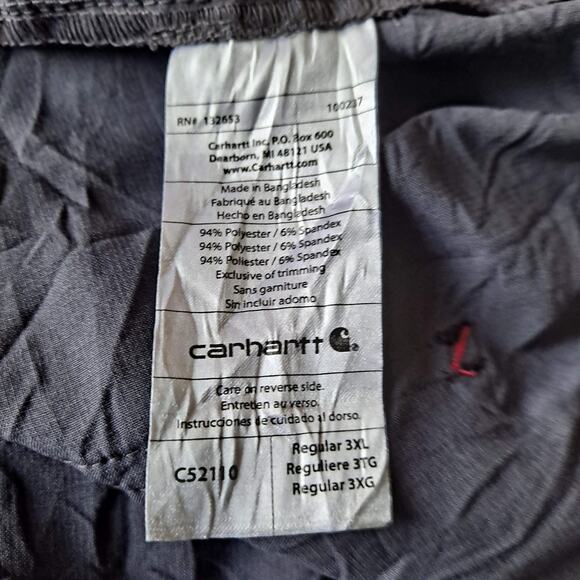 RN# 132653 100237
Carhartt Inc, P.O. Box 600
Dearborn, MI 48121 USA
www.Carhartt.com
Made in Bangladesh
Fabriqué au Bangladesh
Hecho en Bangladesh
94% Polyester / 6% Spandex
94% Polyester / 6% Spandex
94% Poliester / 6% Spandex
Exclusive of trimming
Sans garniture
Sin incluir adorno
carhartt
Care on reverse side.
Entretien au verso.
Instrucciones de cuidado al dorso.
C52110
Regular 3XL
Reguliere 3TG
Regular 3XG